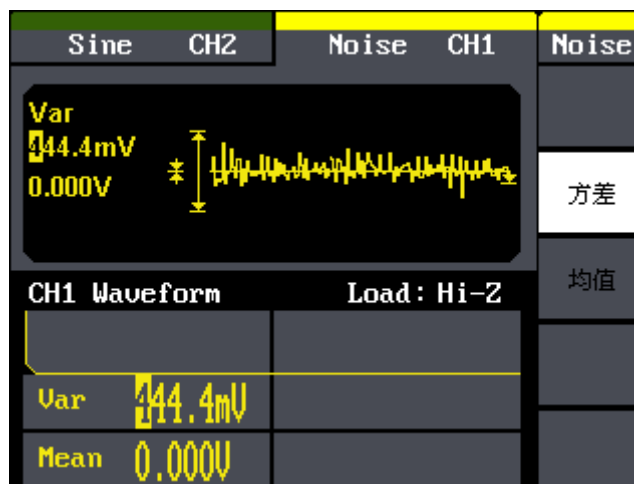 Sine CH2
Noise CH1
Noise
Var
444.4mV
0.000V
方差
均值
CH1 Waveform
Load: Hi-Z
Var 444.4mV
Mean 0.000V